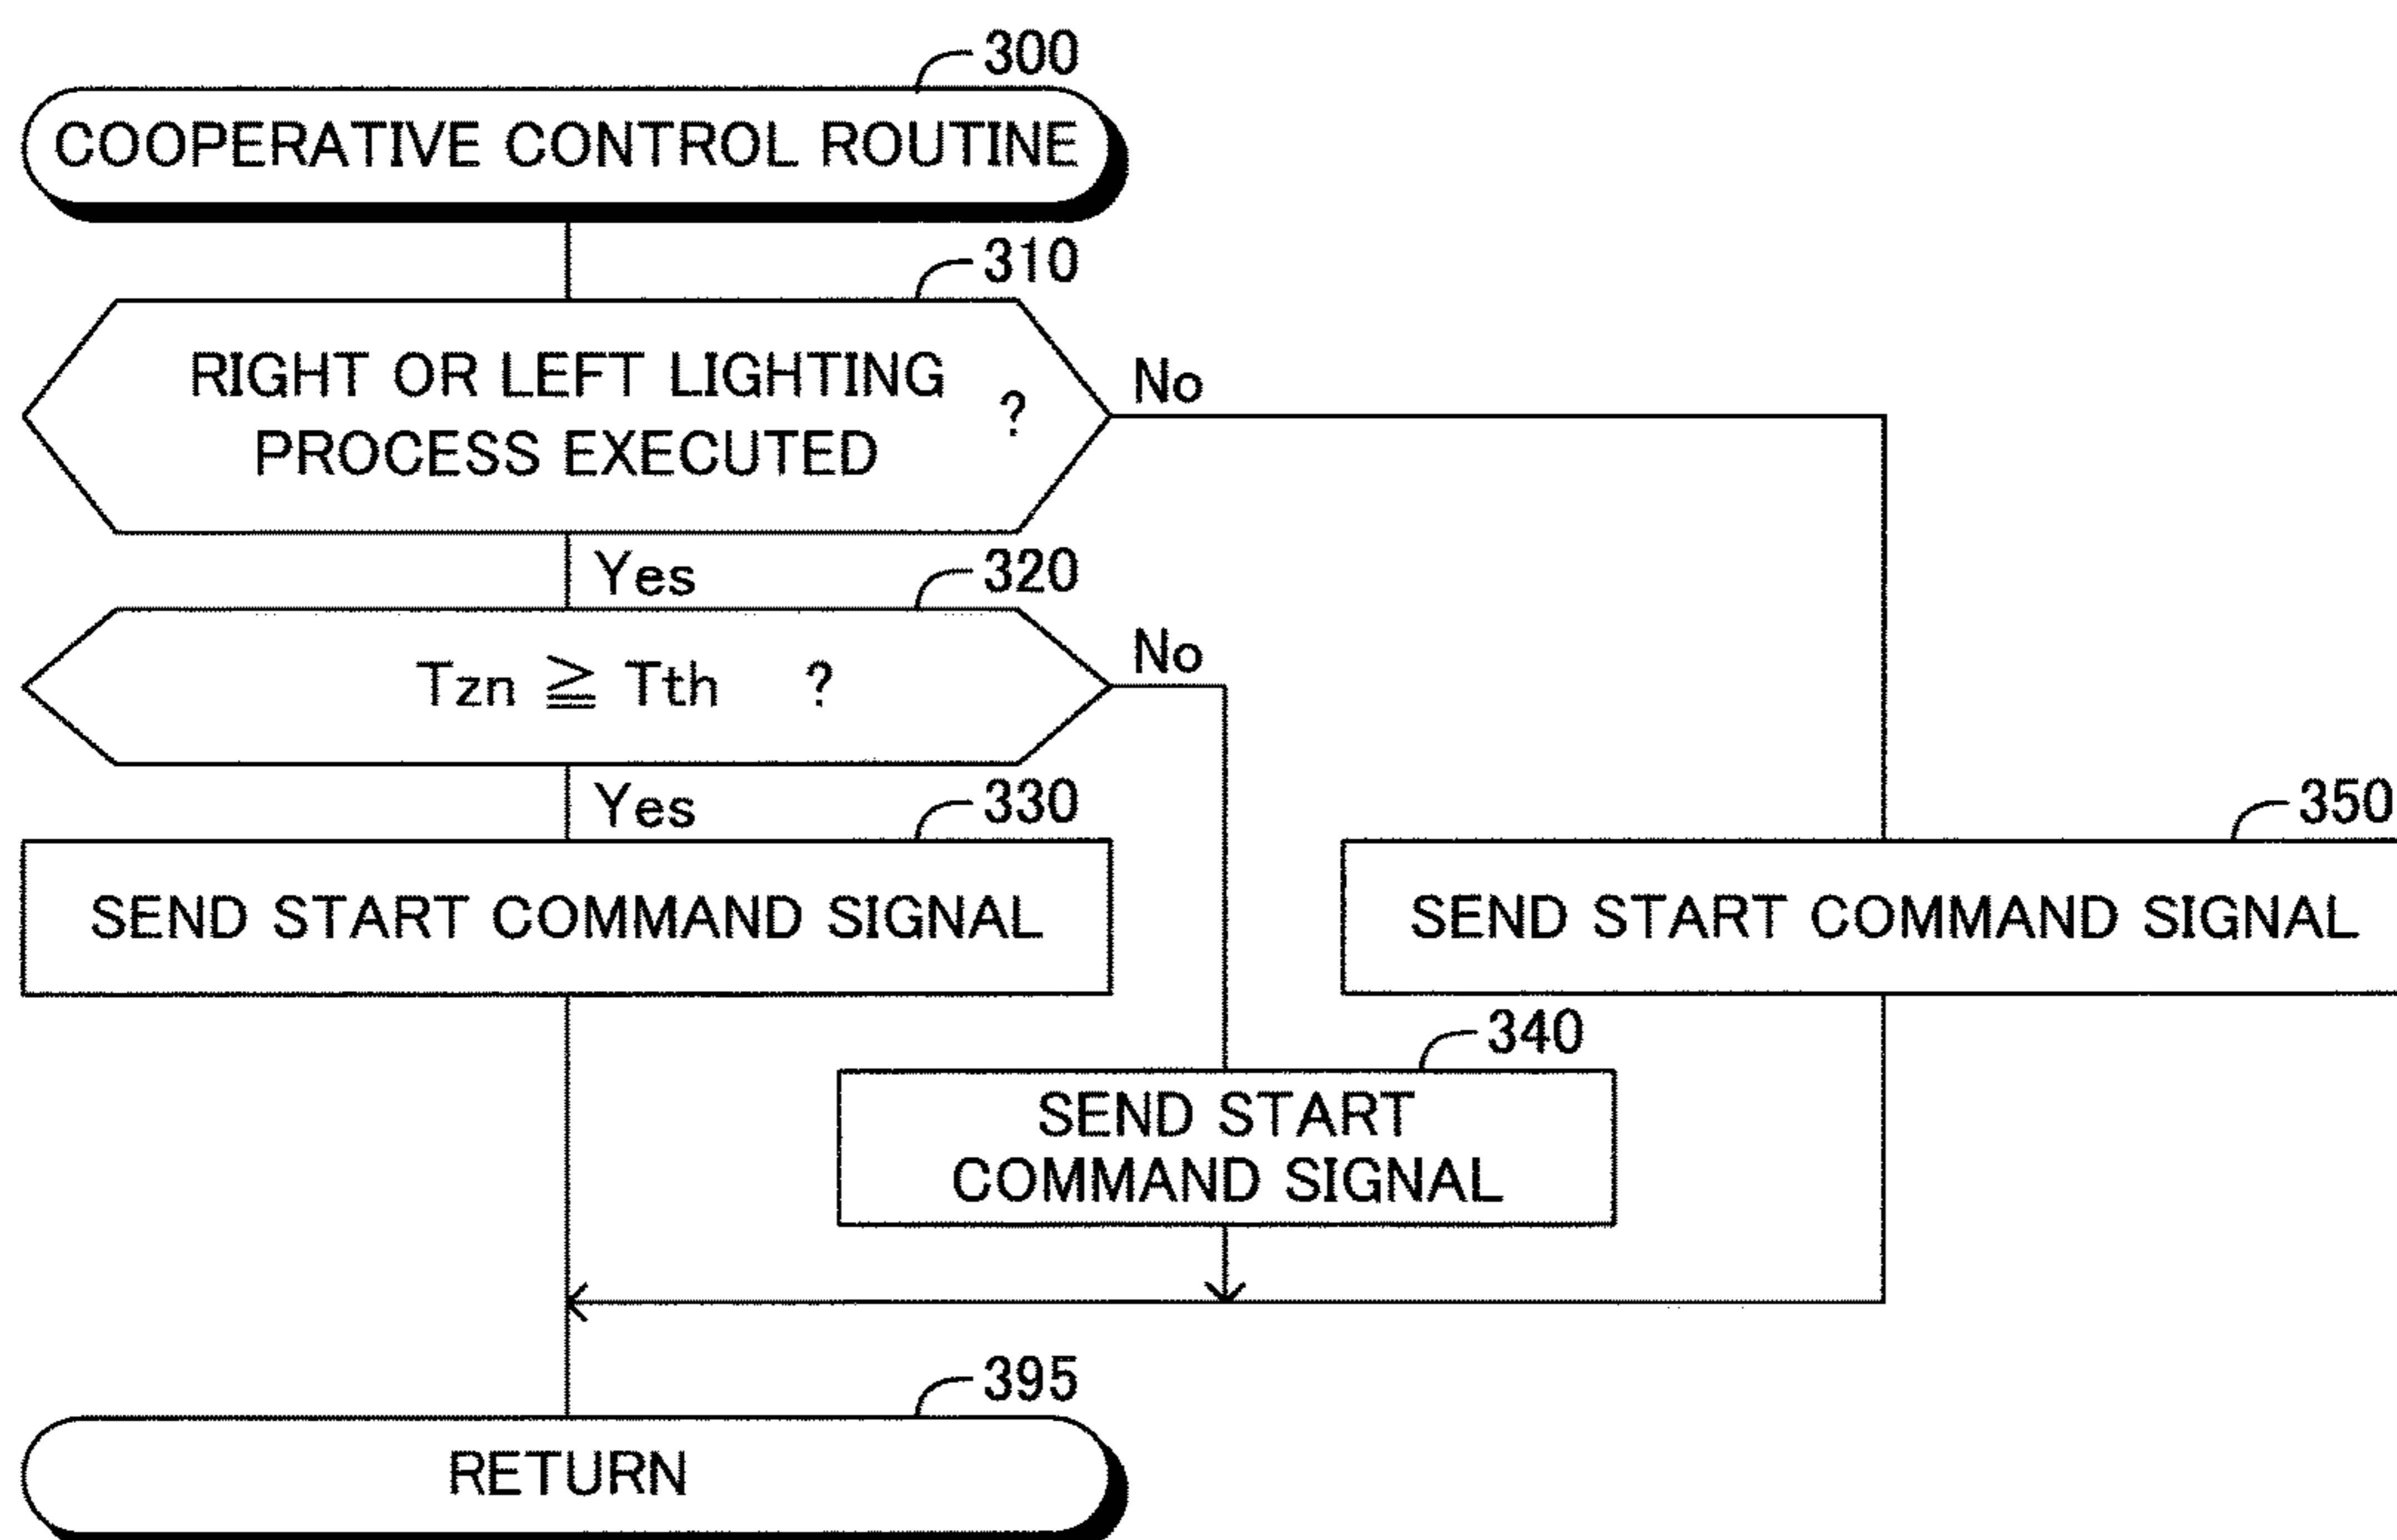 300
COOPERATIVE CONTROL ROUTINE
310
RIGHT OR LEFT LIGHTING
PROCESS EXECUTED
?
No
Yes
320
Tzn ≧ Tth ?
No
Yes
330
SEND START COMMAND SIGNAL
350
SEND START COMMAND SIGNAL
340
SEND START
COMMAND SIGNAL
395
RETURN